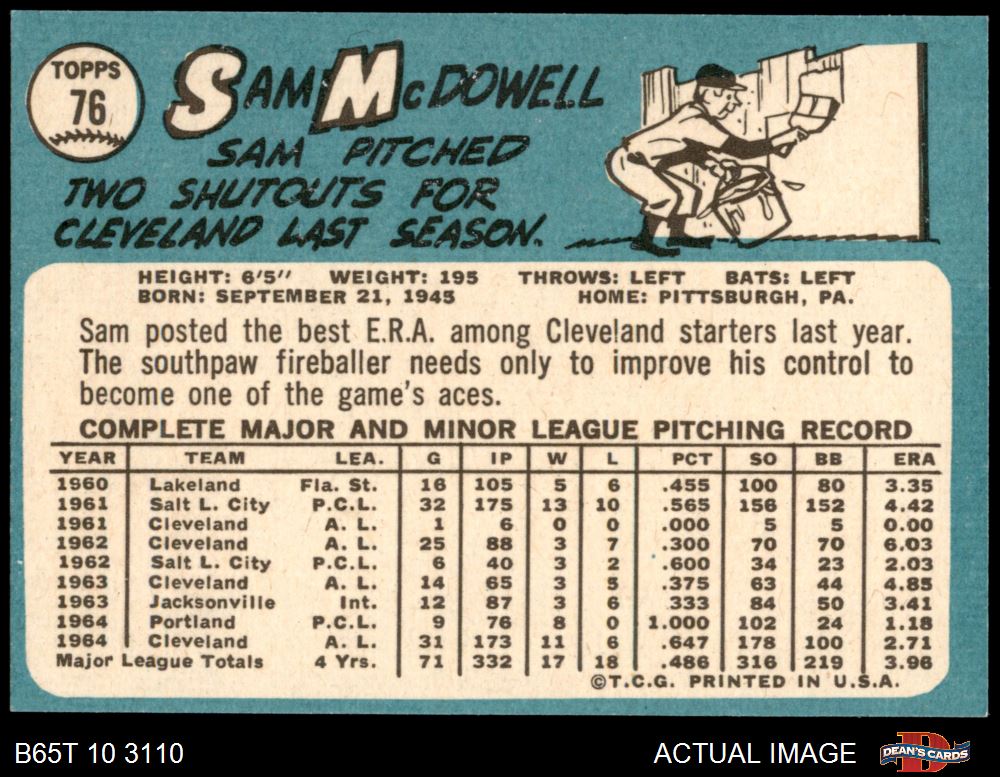 TOPPS
76
SAM McDOWELL
SAM PITCHED
TWO SHUTOUTS FOR
CLEVELAND LAST SEASON.
HEIGHT: 6'5" WEIGHT: 195 THROWS: LEFT BATS: LEFT
BORN: SEPTEMBER 21, 1945 HOME: PITTSBURGH, PA.
Sam posted the best E.R.A. among Cleveland starters last year.
The southpaw fireballer needs only to improve his control to
become one of the game's aces.
COMPLETE MAJOR AND MINOR LEAGUE PITCHING RECORD
YEAR TEAM LEA. G IP W L PCT SO BB ERA
1960 Lakeland Fla. St. 16 105 5 6 .455 100 80 3.35
1961 Salt L. City P.C.L. 32 175 13 10 .565 156 152 4.42
1961 Cleveland A. L. 1 6 0 0 .000 5 5 0.00
1962 Cleveland A. L. 25 88 3 7 .300 70 70 6.03
1962 Salt L. City P.C.L. 6 40 3 2 .600 34 23 2.03
1963 Cleveland A. L. 14 65 3 5 .375 63 44 4.85
1963 Jacksonville Int. 12 87 3 6 .333 84 50 3.41
1964 Portland P.C.L. 9 76 8 0 1.000 102 24 1.18
1964 Cleveland A. L. 31 173 11 6 .647 178 100 2.71
Major League Totals 4 Yrs. 71 332 17 18 .486 316 219 3.96
©T.C.G. PRINTED IN U.S.A.
B65T 10 3110 ACTUAL IMAGE DEAN'S CARDS